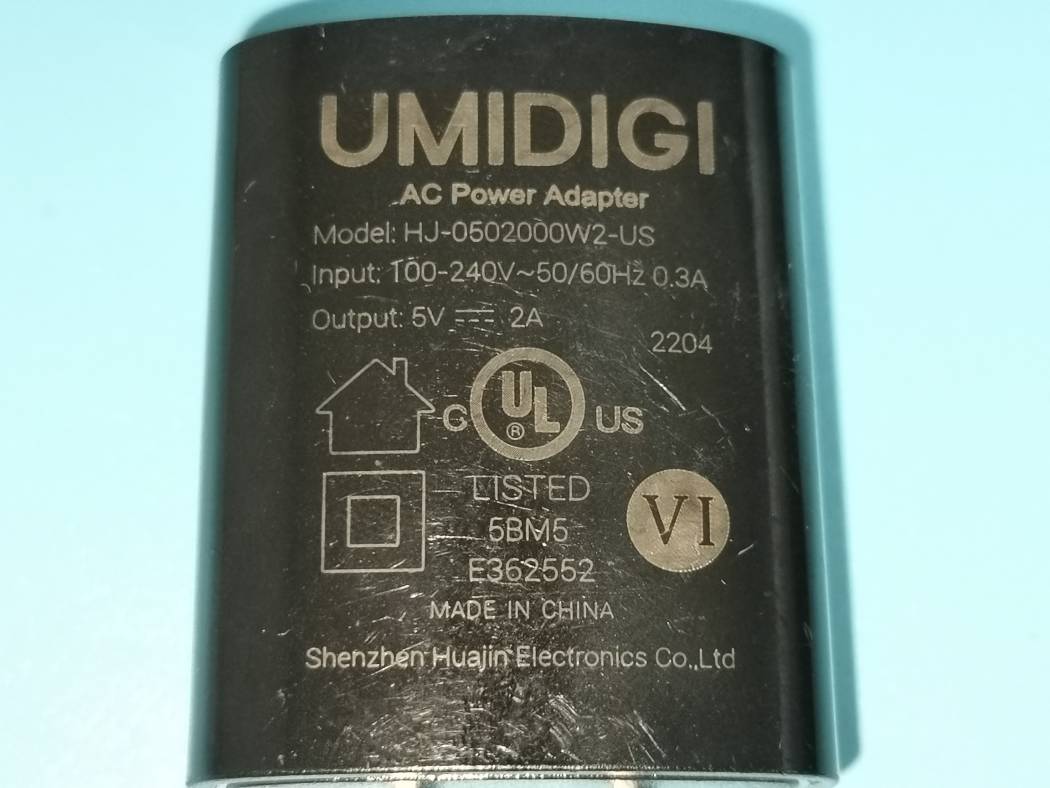 UMIDIGI
AC Power Adapter
Model: HJ-0502000W2-US
Input: 100-240V~50/60Hz 0.3A
Output: 5V ⎓ 2A
2204
C UL ® US
LISTED
5BM5
E362552
VI
MADE IN CHINA
Shenzhen Huajin Electronics Co.,Ltd